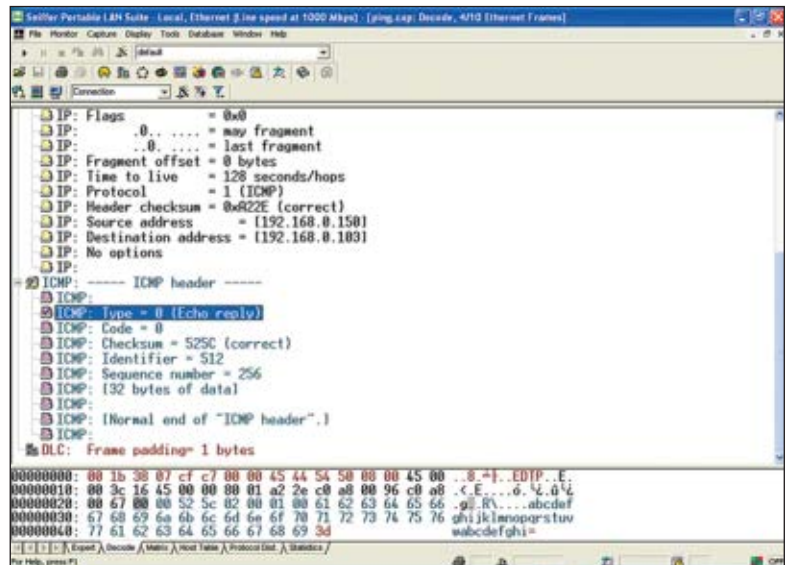 Sniffer Portable LAN Suite - Local, Ethernet (Line speed at 1000 Mbps) - [ping.cap: Decode, 4/10 Ethernet Frames]
File Monitor Capture Display Tools Database Window Help
default
Connection
IP: Flags = 0x0
IP: .0.. .... = may fragment
IP: ..0. .... = last fragment
IP: Fragment offset = 0 bytes
IP: Time to live = 128 seconds/hops
IP: Protocol = 1 (ICMP)
IP: Header checksum = 0xA22E (correct)
IP: Source address = [192.168.0.150]
IP: Destination address = [192.168.0.103]
IP: No options
IP:
ICMP: ----- ICMP header -----
ICMP:
ICMP: Type = 0 (Echo reply)
ICMP: Code = 0
ICMP: Checksum = 525C (correct)
ICMP: Identifier = 512
ICMP: Sequence number = 256
ICMP: [32 bytes of data]
ICMP:
ICMP: [Normal end of "ICMP header".]
ICMP:
DLC: Frame padding= 1 bytes
00000000: 00 1b 38 07 cf c7 00 00 45 44 54 50 08 00 45 00 ..8.╧╟..EDTP..E.
00000010: 00 3c 16 45 00 00 80 01 a2 2e c0 a8 00 96 c0 a8 .<.E....ó.└¿.û└¿
00000020: 00 67 00 00 52 5c 02 00 01 00 61 62 63 64 65 66 .g..R\....abcdef
00000030: 67 68 69 6a 6b 6c 6d 6e 6f 70 71 72 73 74 75 76 ghijklmnopqrstuv
00000040: 77 61 62 63 64 65 66 67 68 69 3d wabcdefghi=
Expert Decode Matrix Host Table Protocol Dist. Statistics
For Help, press F1